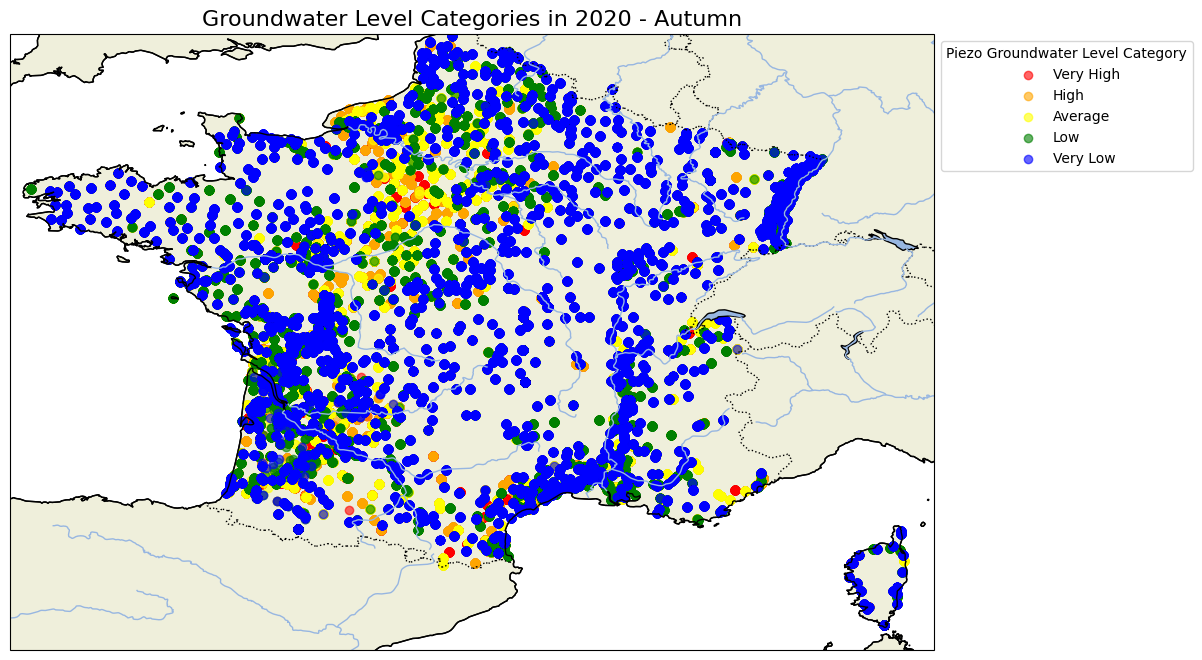 Groundwater Level Categories in 2020 - Autumn
Piezo Groundwater Level Category
Very High
High
Average
Low
Very Low